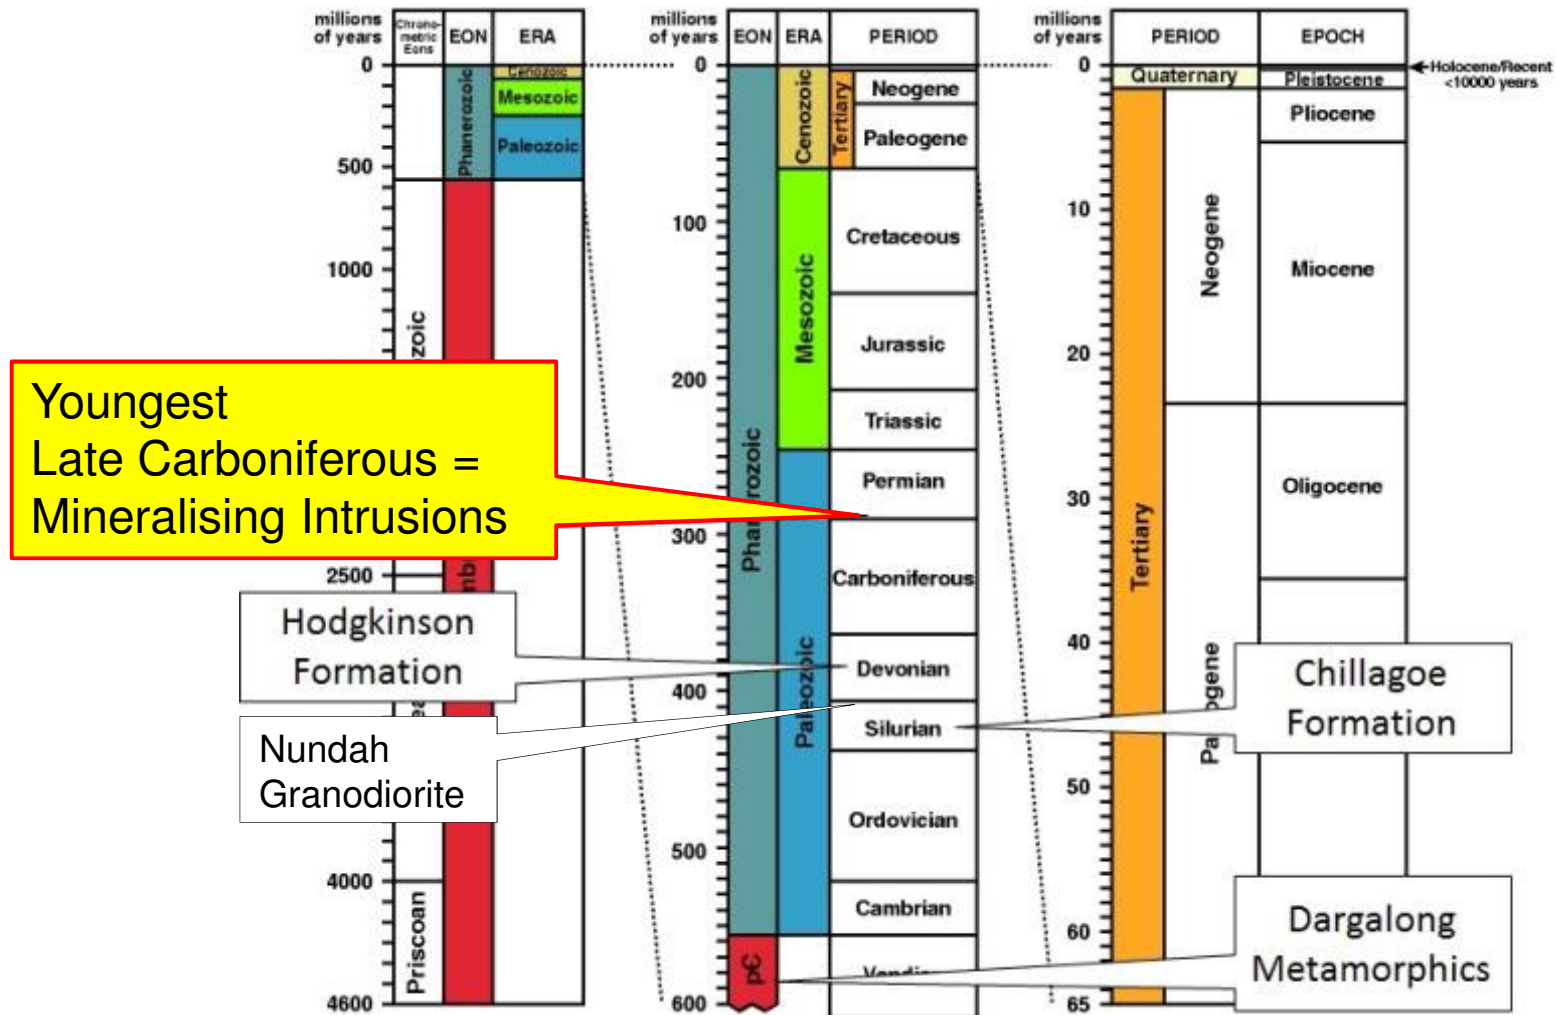 millions of years
Chrono-metric Eons
EON
ERA
0
500
1000
2500
4000
4600
Phanerozoic
Cenozoic
Mesozoic
Paleozoic
zoic
Priscoan
millions of years
EON
ERA
PERIOD
0
100
200
300
400
500
600
pЄ
Cenozoic
Mesozoic
Paleozoic
Tertiary
Neogene
Paleogene
Cretaceous
Jurassic
Triassic
Permian
Carboniferous
Devonian
Silurian
Ordovician
Cambrian
millions of years
PERIOD
EPOCH
0
10
20
30
40
50
60
65
Quaternary
Tertiary
Neogene
Pleistocene
Pliocene
Miocene
Oligocene
Holocene/Recent
<10000 years
Youngest
Late Carboniferous =
Mineralising Intrusions
Hodgkinson
Formation
Nundah
Granodiorite
Chillagoe
Formation
Dargalong
Metamorphics